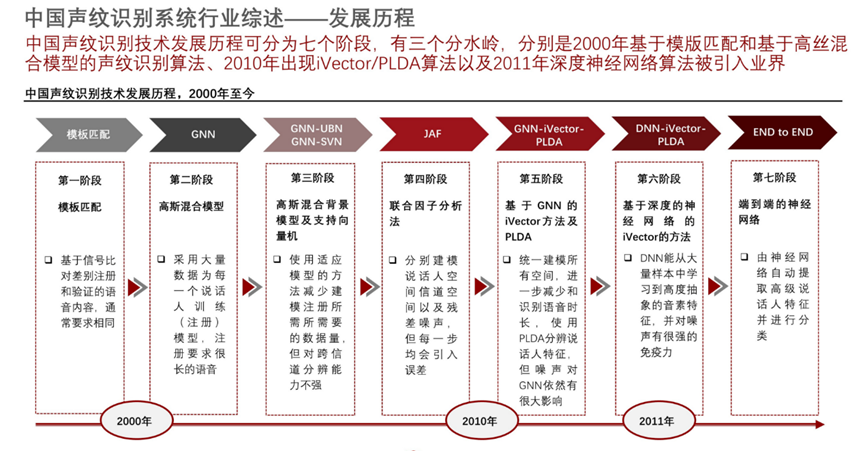 中国声纹识别系统行业综述——发展历程
中国声纹识别技术发展历程可分为七个阶段，有三个分水岭，分别是2000年基于模版匹配和基于高丝混
合模型的声纹识别算法、2010年出现iVector/PLDA算法以及2011年深度神经网络算法被引入业界
中国声纹识别技术发展历程，2000年至今
模板匹配
GNN
GNN-UBN
GNN-SVN
JAF
GNN-iVector-
PLDA
DNN-iVector-
PLDA
END to END
第一阶段
模板匹配
基于信号比
对差别注册
和验证的语
音内容，通
常要求相同
第二阶段
高斯混合模型
采用大量
数据为每
一个说话
人训练
（注册）
模型，注
册要求很
长的语音
第三阶段
高斯混合背景
模型及支持向
量机
使用适应
模型的方
法减少建
模注册所
需所需要
的数据量，
但对跨信
道分辨能
力不强
第四阶段
联合因子分析
法
分别建模
说话人空
间信道空
间以及残
差噪声，
但每一步
均会引入
误差
第五阶段
基于GNN的
iVector方法及
PLDA
统一建模所
有空间，进
一步减少和
识别语音时
长，使用
PLDA分辨说
话人特征，
但噪声对
GNN依然有
很大影响
第六阶段
基于深度的神
经网络的
iVector的方法
DNN能从大
量样本中学
习到高度抽
象的音素特
征，并对噪
声有很强的
免疫力
第七阶段
端到端的神经
网络
由神经网
络自动提
取高级说
话人特征
并进行分
类
2000年
2010年
2011年